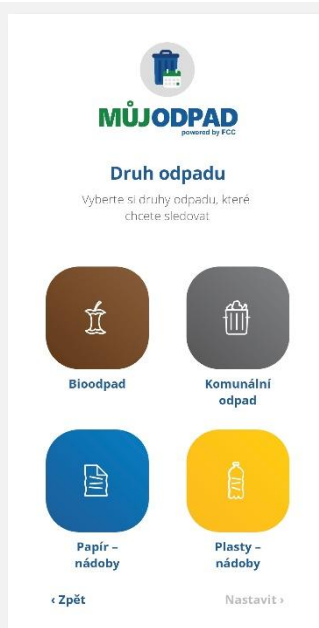 MŮJODPAD
powered by FCC
Druh odpadu
Vyberte si druhy odpadu, které
chcete sledovat
Bioodpad
Komunální
odpad
Papír –
nádoby
Plasty –
nádoby
‹ Zpět
Nastavit ›